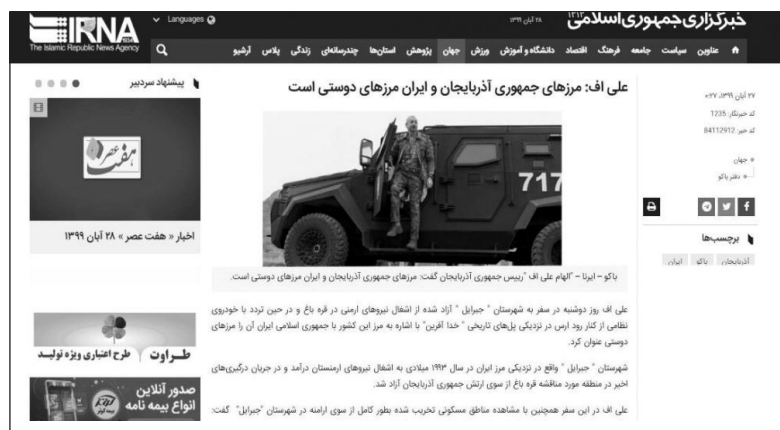 IRNA
The Islamic Republic News Agency
Languages
۲۸ آبان ۱۳۹۹
خبرگزاری جمهوری اسلامی
عناوین سیاست جامعه فرهنگ اقتصاد دانشگاه و آموزش ورزش جهان پژوهش استان‌ها چندرسانه‌ای زندگی پلاس آرشیو
۲۷ آبان ۱۳۹۹، ۰:۲۷
کد خبرنگار: 1235
کد خبر: 84112912
جهان
دفتر باکو
برچسب‌ها
آذربایجان باکو ایران
علی اف: مرزهای جمهوری آذربایجان و ایران مرزهای دوستی است
717
باکو – ایرنا – "الهام علی اف "رییس جمهوری آذربایجان گفت: مرزهای جمهوری آذربایجان و ایران مرزهای دوستی است.
علی اف روز دوشنبه در سفر به شهرستان " جبرایل " آزاد شده از اشغال نیروهای ارمنی در قره باغ و در حین تردد با خودروی
نظامی از کنار رود ارس در نزدیکی پل‌های تاریخی " خدا آفرین" با اشاره به مرز این کشور با جمهوری اسلامی ایران آن را مرزهای
دوستی عنوان کرد.
شهرستان " جبرایل " واقع در نزدیکی مرز ایران در سال ۱۹۹۳ میلادی به اشغال نیروهای ارمنستان درآمد و در جریان درگیری‌های
اخیر در منطقه مورد مناقشه قره باغ از سوی ارتش جمهوری آذربایجان آزاد شد.
علی اف در این سفر همچنین با مشاهده مناطق مسکونی تخریب شده بطور کامل از سوی ارامنه در شهرستان "جبرایل" گفت:
پیشنهاد سردبیر
هفت عصر
اخبار « هفت عصر » ۲۸ آبان ۱۳۹۹
طراوت طرح اعتباری ویژه تولید
صدور آنلاین
انواع بیمه نامه